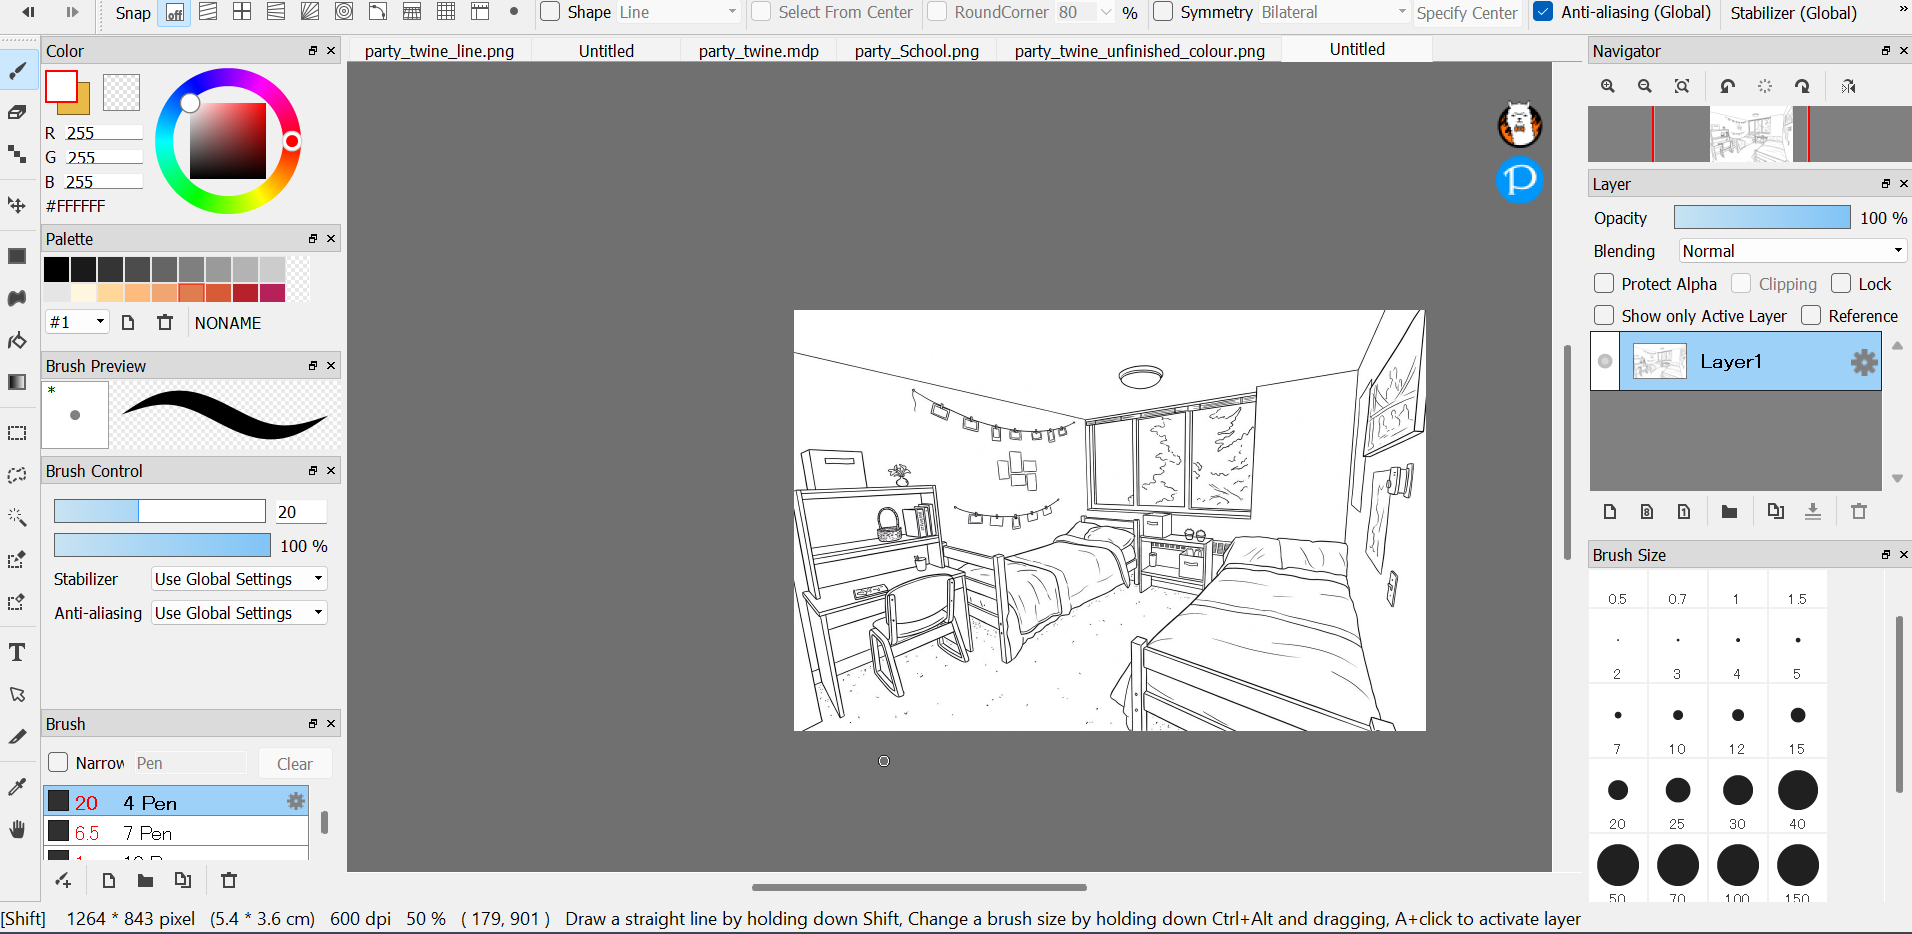 Snap off Shape Line Select From Center RoundCorner 80 % Symmetry Bilateral Specify Center Anti-aliasing (Global) Stabilizer (Global) »
Color
R 255
G 255
B 255
#FFFFFF
Palette
#1 NONAME
Brush Preview
*
Brush Control
20
100 %
Stabilizer Use Global Settings
Anti-aliasing Use Global Settings
T
Brush
Narrow Pen Clear
20 4 Pen
6.5 7 Pen
party_twine_line.png Untitled party_twine.mdp party_School.png party_twine_unfinished_colour.png Untitled
P
Navigator
Layer
Opacity 100 %
Blending Normal
Protect Alpha Clipping Lock
Show only Active Layer Reference
Layer1
8 1
Brush Size
0.5 0.7 1 1.5
2 3 4 5
7 10 12 15
20 25 30 40
50 70 100 150
[Shift] 1264 * 843 pixel (5.4 * 3.6 cm) 600 dpi 50 % ( 179, 901 ) Draw a straight line by holding down Shift, Change a brush size by holding down Ctrl+Alt and dragging, A+click to activate layer